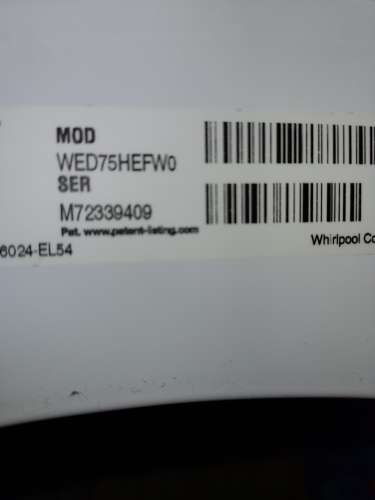 MOD
WED75HEFW0
SER
M72339409
Pat. www.patent-listing.com
6024-EL54
Whirlpool Co